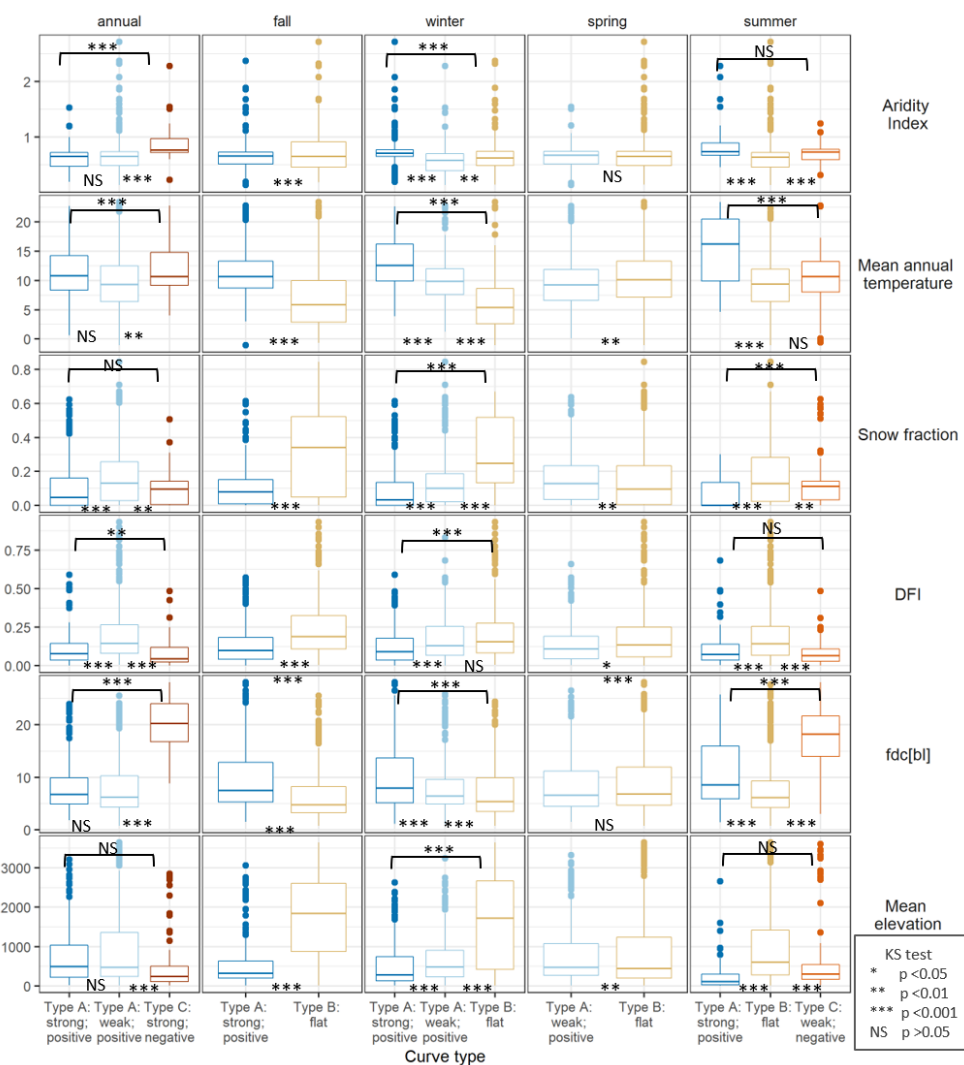 annual fall winter spring summer
*** *** NS
2
1
Aridity
Index
NS *** *** *** ** NS *** ***
*** *** ***
20
15
10
5
0
Mean annual
temperature
NS ** *** *** *** ** *** NS
NS *** ***
0.8
0.6
0.4
0.2
0.0
Snow fraction
*** ** *** *** *** ** *** **
** *** NS
0.75
0.50
0.25
0.00
DFI
*** *** *** *** NS * *** ***
*** *** *** *** ***
20
10
0
fdc[bl]
NS *** *** *** *** NS *** ***
NS *** NS
3000
2000
1000
0
Mean
elevation
NS *** *** *** *** ** *** ***
KS test
* p <0.05
** p <0.01
*** p <0.001
NS p >0.05
Type A: Type A: Type C: Type A: Type B: Type A: Type A: Type B: Type A: Type B: Type A: Type B: Type C:
strong; weak; strong; strong; flat strong; weak; flat weak; flat strong; flat weak;
positive positive negative positive positive positive positive positive negative
Curve type